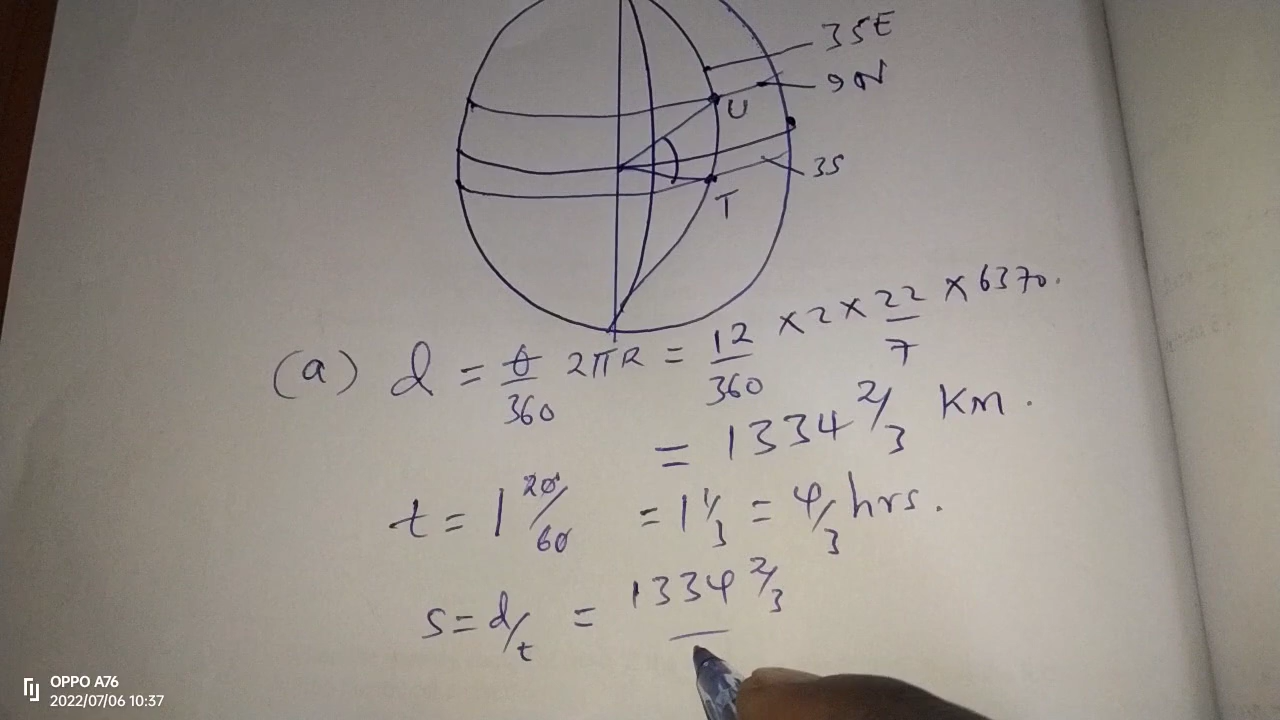 35E
9N
U
35
T
(a) d = θ/360 2πR = 12/360 × 2 × 22/7 × 6370.
= 1334 2/3 Km.
t = 1 20/60 = 1 1/3 = 4/3 hrs.
s = d/t = 1334 2/3
OPPO A76
2022/07/06 10:37